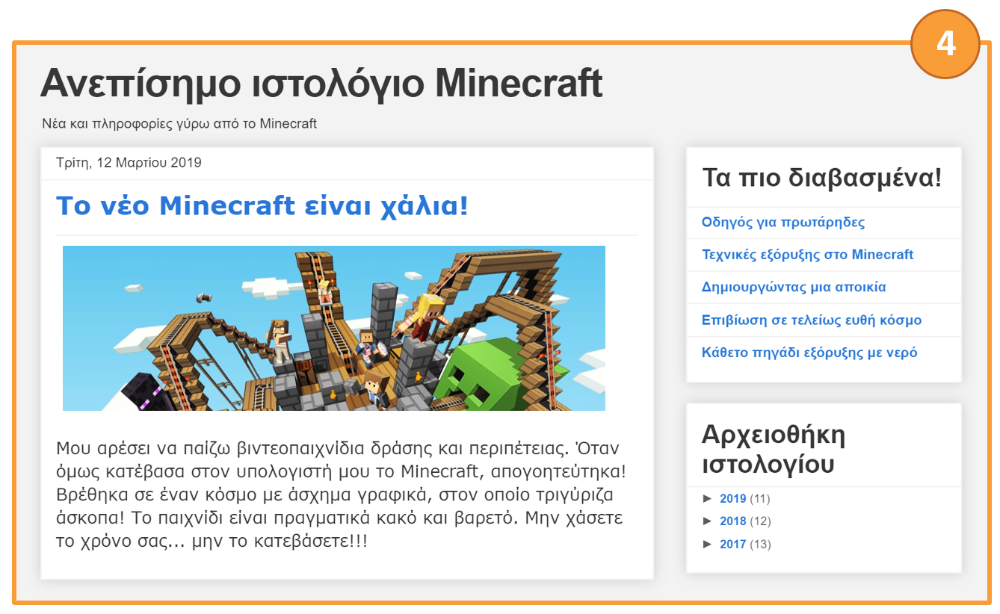 4
Ανεπίσημο ιστολόγιο Minecraft
Νέα και πληροφορίες γύρω από το Minecraft
Τρίτη, 12 Μαρτίου 2019
Το νέο Minecraft είναι χάλια!
Μου αρέσει να παίζω βιντεοπαιχνίδια δράσης και περιπέτειας. Όταν
όμως κατέβασα στον υπολογιστή μου το Minecraft, απογοητεύτηκα!
Βρέθηκα σε έναν κόσμο με άσχημα γραφικά, στον οποίο τριγύριζα
άσκοπα! Το παιχνίδι είναι πραγματικά κακό και βαρετό. Μην χάσετε
το χρόνο σας... μην το κατεβάσετε!!!
Τα πιο διαβασμένα!
Οδηγός για πρωτάρηδες
Τεχνικές εξόρυξης στο Minecraft
Δημιουργώντας μια αποικία
Επιβίωση σε τελείως ευθή κόσμο
Κάθετο πηγάδι εξόρυξης με νερό
Αρχειοθήκη
ιστολογίου
► 2019 (11)
► 2018 (12)
► 2017 (13)